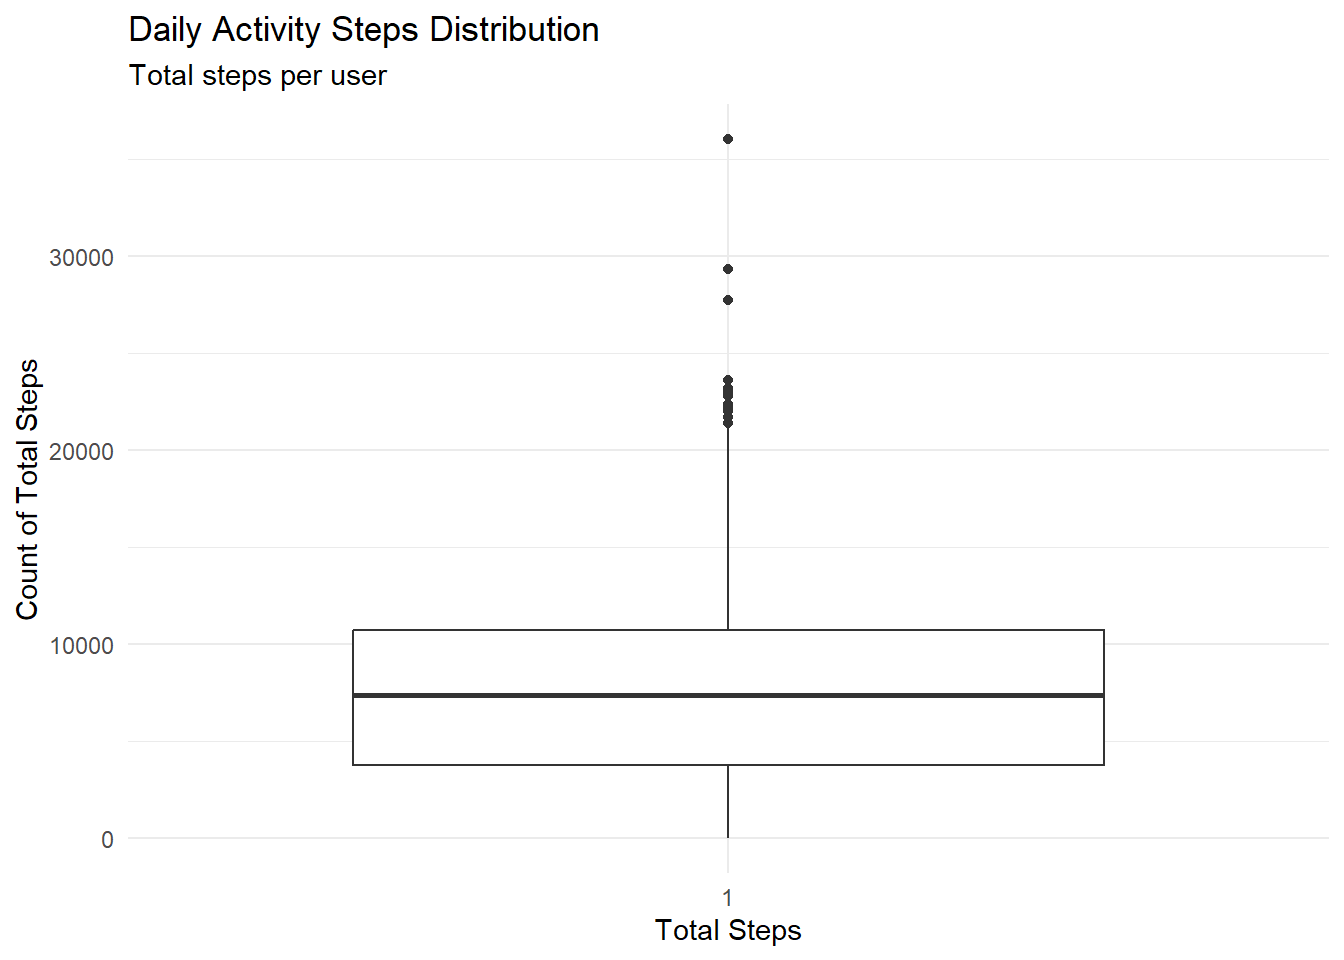 Daily Activity Steps Distribution
Total steps per user
Count of Total Steps
30000
20000
10000
0
1
Total Steps